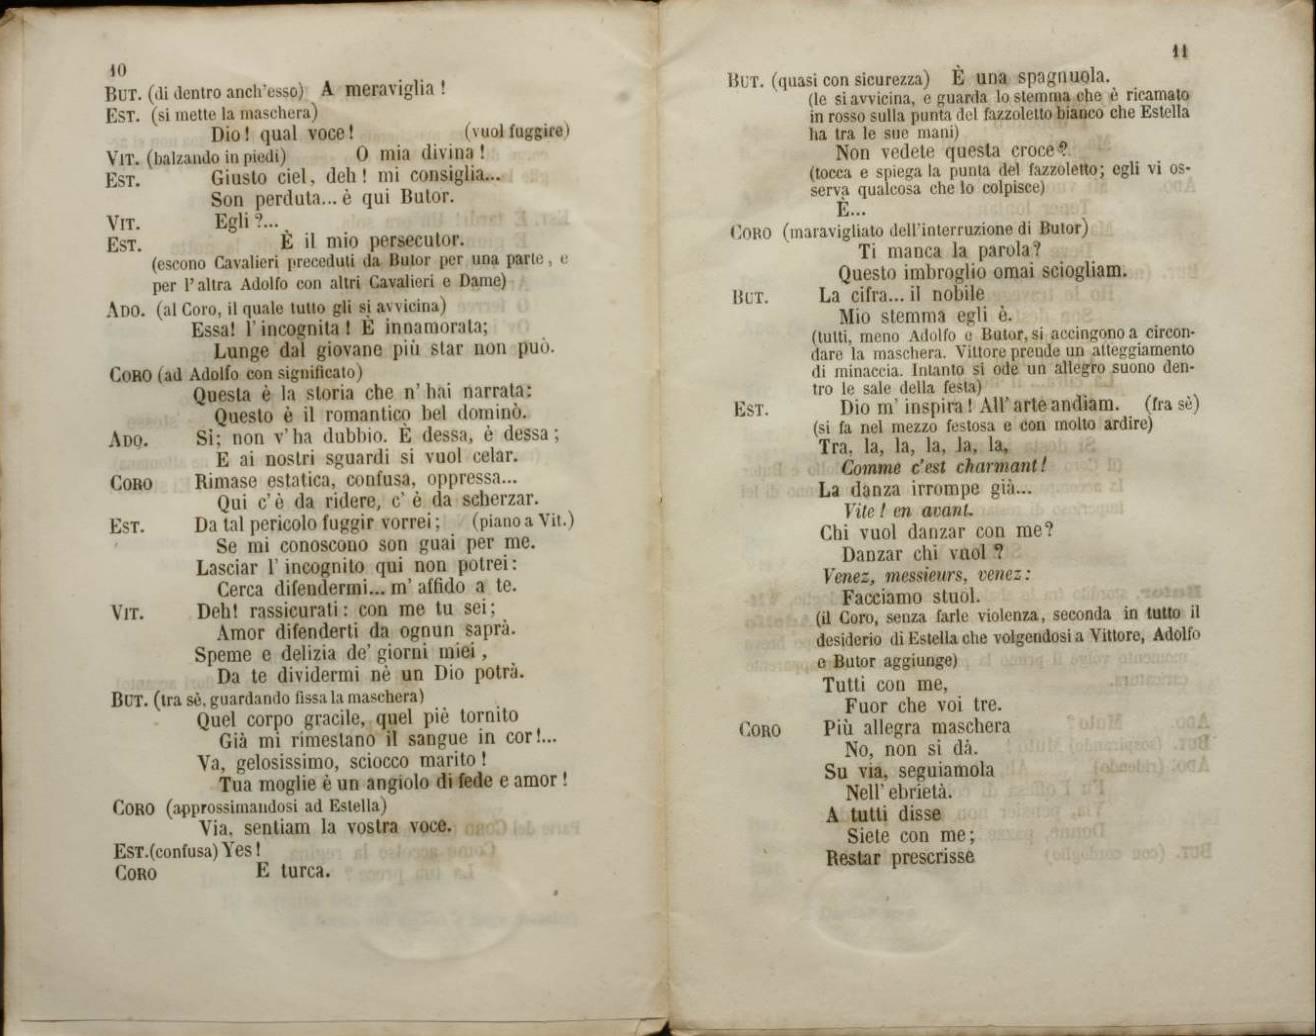 10
BUT. (di dentro anch'esso) A meraviglia !
EST. (si mette la maschera)
Dio! qual voce! (vuol fuggire)
VIT. (balzando in piedi) O mia divina !
EST. Giusto ciel, deh! mi consiglia...
Son perduta... è qui Butor.
VIT. Egli ?...
EST. È il mio persecutor.
(escono Cavalieri preceduti da Butor per una parte, e
per l'altra Adolfo con altri Cavalieri e Dame)
ADO. (al Coro, il quale tutto gli si avvicina)
Essa! l'incognita! È innamorata;
Lunge dal giovane più star non può.
CORO (ad Adolfo con significato)
Questa è la storia che n'hai narrata:
Questo è il romantico bel dominò.
ADO. Sì; non v'ha dubbio. È dessa, è dessa;
E ai nostri sguardi si vuol celar.
CORO Rimase estatica, confusa, oppressa...
Qui c'è da ridere, c'è da scherzar.
EST. Da tal pericolo fuggir vorrei; (piano a Vit.)
Se mi conoscono son guai per me.
Lasciar l'incognito qui non potrei:
Cerca difendermi... m'affido a te.
VIT. Deh! rassicurati: con me tu sei;
Amor difenderti da ognun saprà.
Speme e delizia de' giorni miei,
Da te dividermi nè un Dio potrà.
BUT. (tra sè, guardando fissa la maschera)
Quel corpo gracile, quel piè tornito
Già mi rimestano il sangue in cor!...
Va, gelosissimo, sciocco marito!
Tua moglie è un angiolo di fede e amor!
CORO (approssimandosi ad Estella)
Via, sentiam la vostra voce.
EST. (confusa) Yes!
CORO E turca.
11
BUT. (quasi con sicurezza) È una spagnuola.
(le si avvicina, e guarda lo stemma che è ricamato
in rosso sulla punta del fazzoletto bianco che Estella
ha tra le sue mani)
Non vedete questa croce?
(tocca e spiega la punta del fazzoletto; egli vi os-
serva qualcosa che lo colpisce)
È...
CORO (maravigliato dell'interruzione di Butor)
Ti manca la parola?
Questo imbroglio omai sciogliam.
BUT. La cifra... il nobile
Mio stemma egli è.
(tutti, meno Adolfo e Butor, si accingono a circon-
dare la maschera. Vittore prende un atteggiamento
di minaccia. Intanto si ode un allegro suono den-
tro le sale della festa)
EST. Dio m'inspira! All'arte andiam. (fra sè)
(si fa nel mezzo festosa e con molto ardire)
Tra, la, la, la, la, la,
Comme c'est charmant!
La danza irrompe già...
Vite! en avant.
Chi vuol danzar con me?
Danzar chi vuol ?
Venez, messieurs, venez:
Facciamo stuol.
(il Coro, senza farle violenza, seconda in tutto il
desiderio di Estella che volgendosi a Vittore, Adolfo
e Butor aggiunge)
Tutti con me,
Fuor che voi tre.
CORO Più allegra maschera
No, non si dà.
Su via, seguiamola
Nell'ebrietà.
A tutti disse
Siete con me;
Restar prescrisse